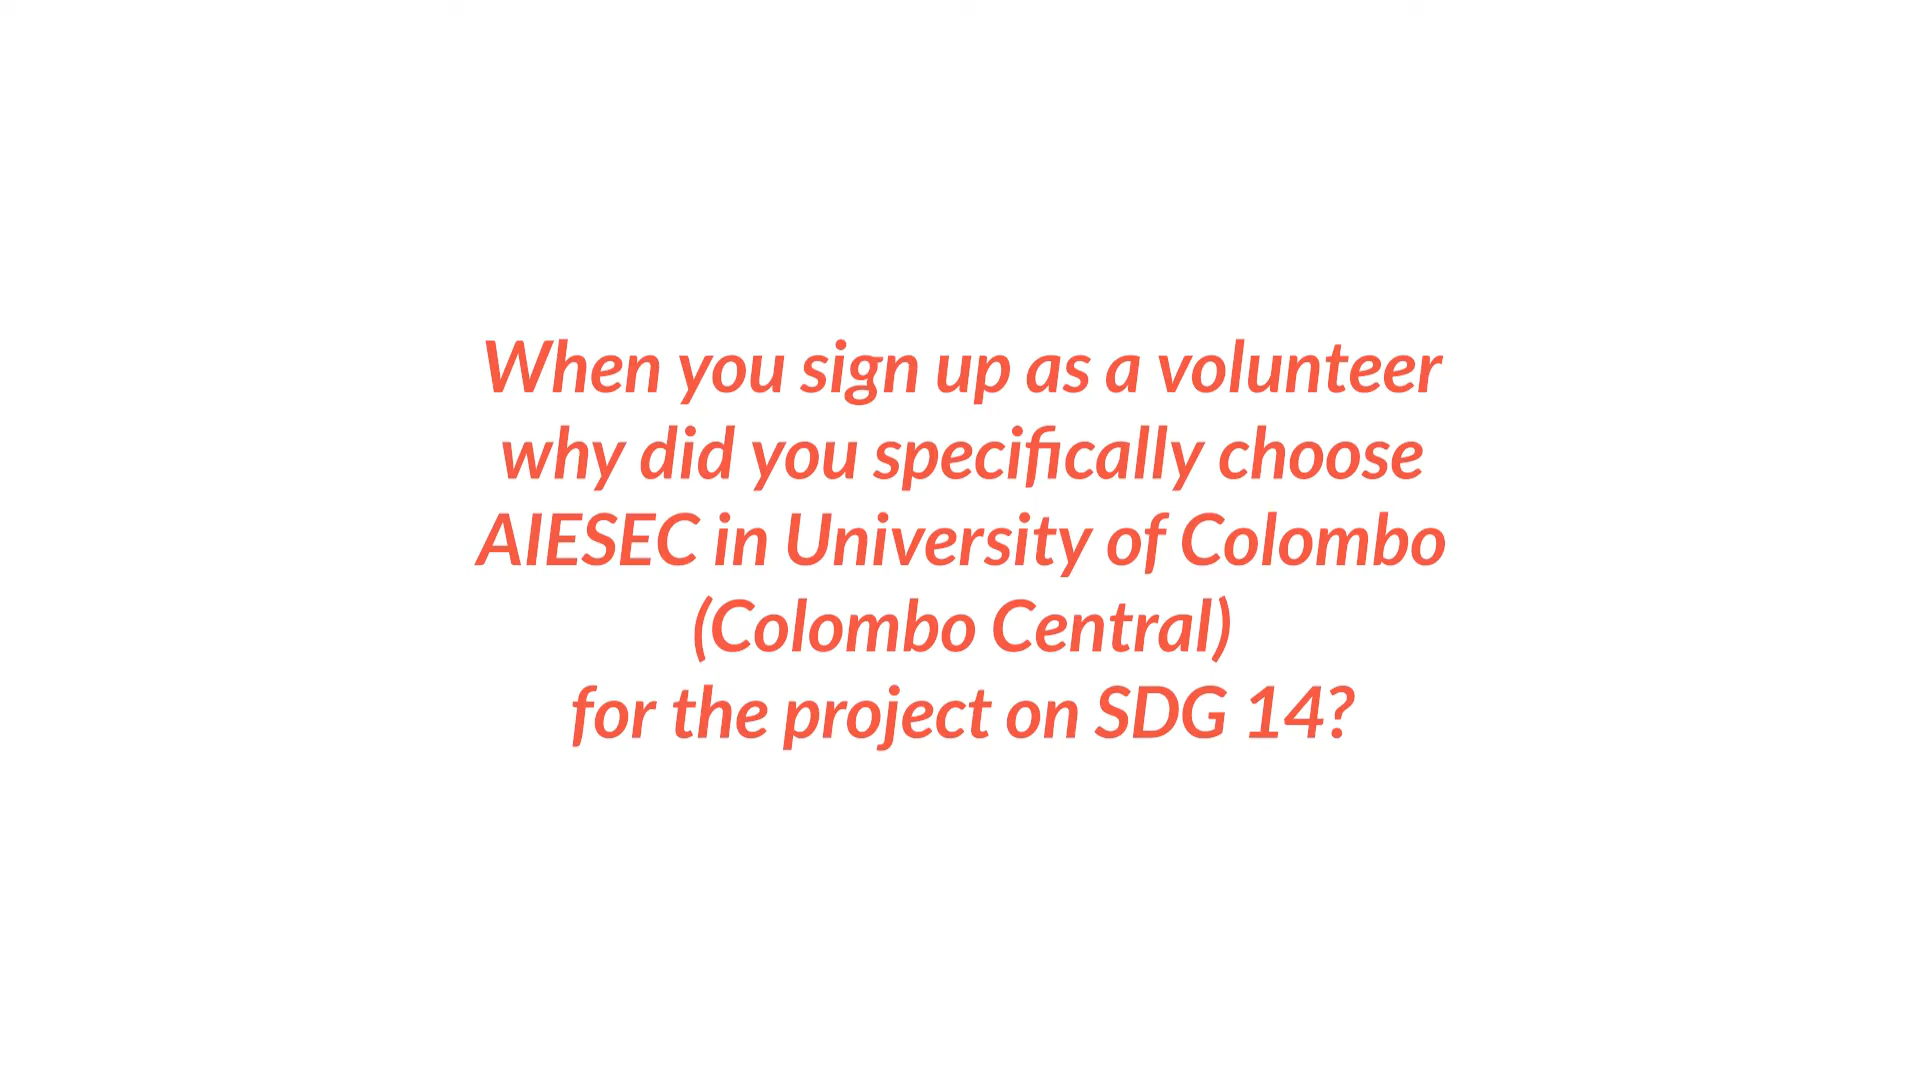 When you sign up as a volunteer
why did you specifically choose
AIESEC in University of Colombo
(Colombo Central)
for the project on SDG 14?